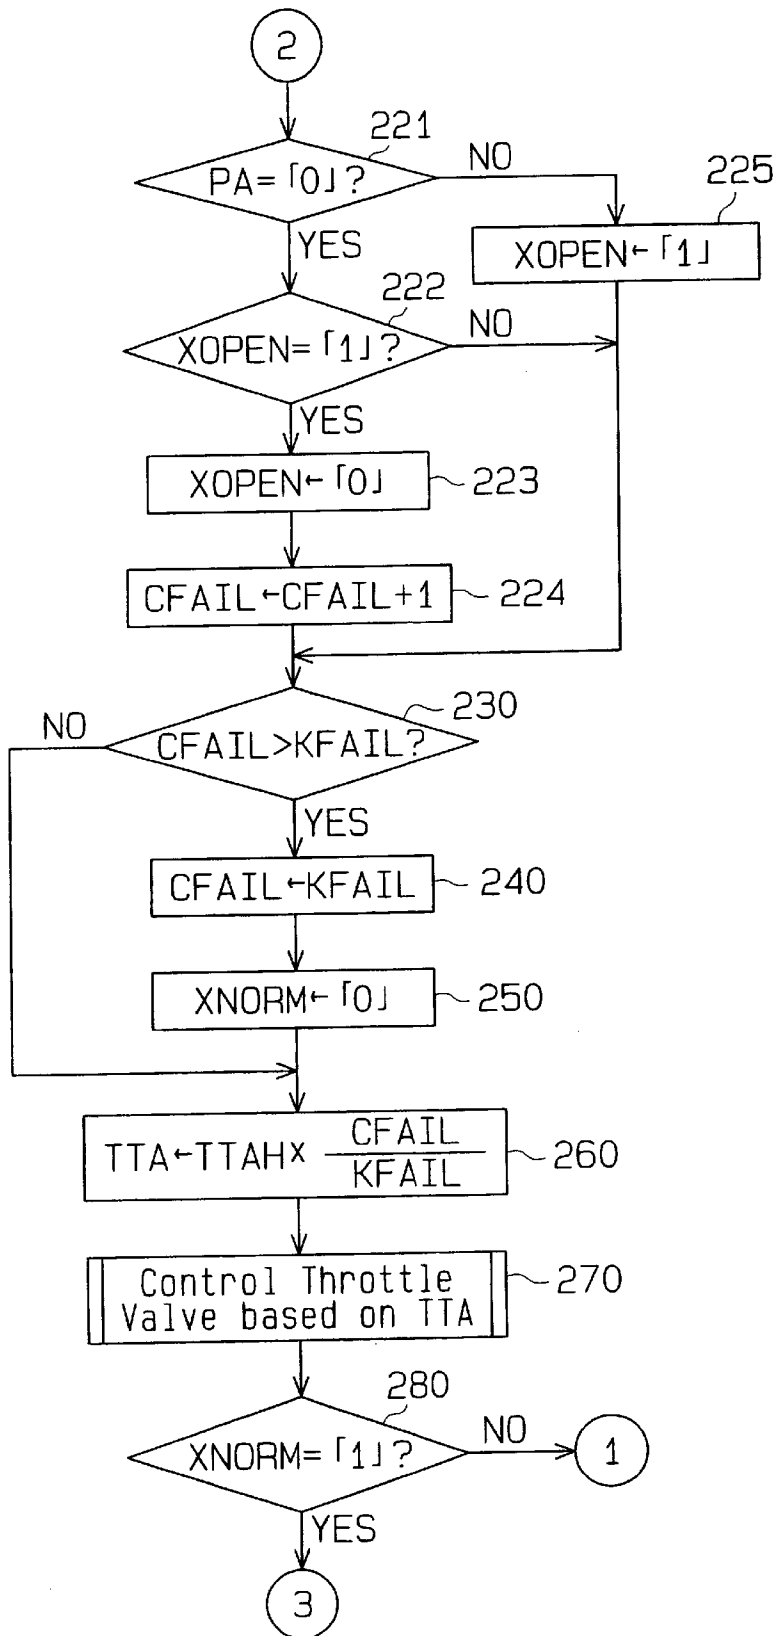 2
221
PA=「0」?
NO
225
XOPEN←「1」
YES
222
XOPEN=「1」?
NO
YES
XOPEN←「0」
223
CFAIL←CFAIL+1
224
230
NO
CFAIL>KFAIL?
YES
CFAIL←KFAIL
240
XNORM←「0」
250
TTA←TTAH× CFAIL
KFAIL
260
Control Throttle
Valve based on TTA
270
280
XNORM=「1」?
NO
1
YES
3